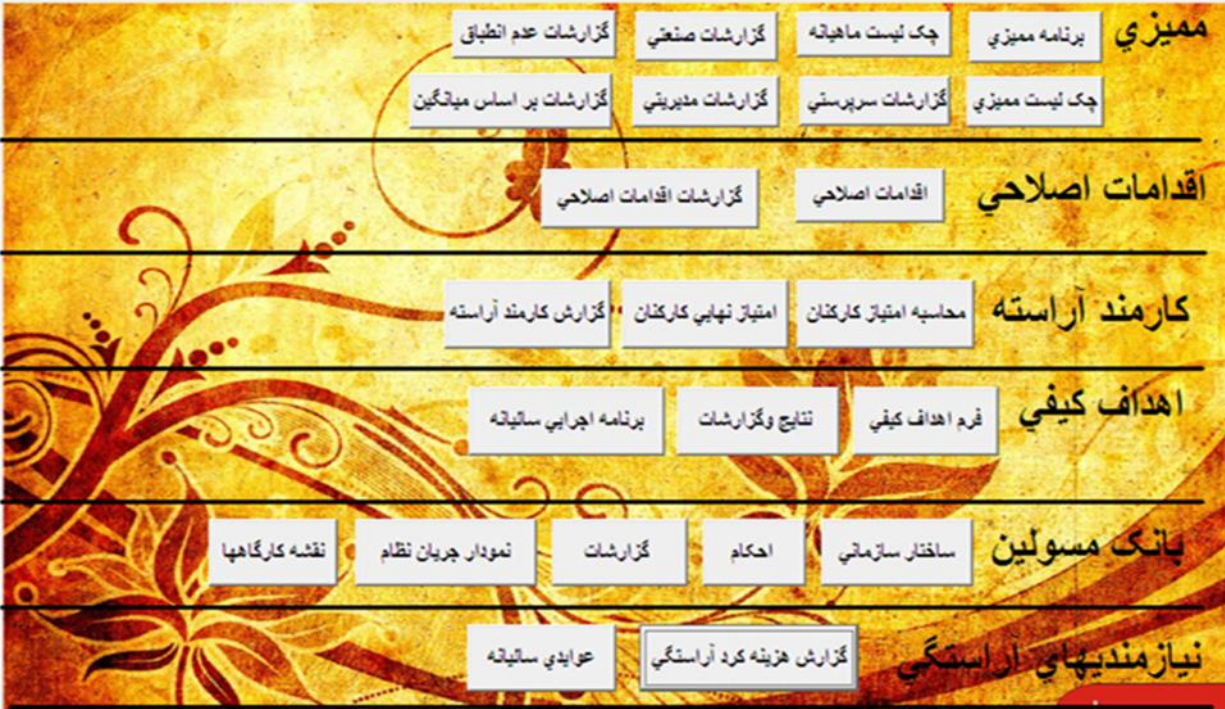 مميزي برنامه مميزي چک ليست ماهيانه گزارشات صنعتي گزارشات عدم انطباق
چک ليست مميزي گزارشات سرپرستي گزارشات مديريتي گزارشات بر اساس ميانگين
اقدامات اصلاحي اقدامات اصلاحي گزارشات اقدامات اصلاحي
کارمند آراسته محاسبه امتياز کارکنان امتياز نهايي کارکنان گزارش کارمند آراسته
اهداف کيفي فرم اهداف کيفي نتايج وگزارشات برنامه اجرايي ساليانه
بانک مسولين ساختار سازماني احکام گزارشات نمودار جريان نظام نقشه کارگاهها
نيازمنديهاي اراستگي گزارش هزينه کرد آراستگي عوايدي ساليانه